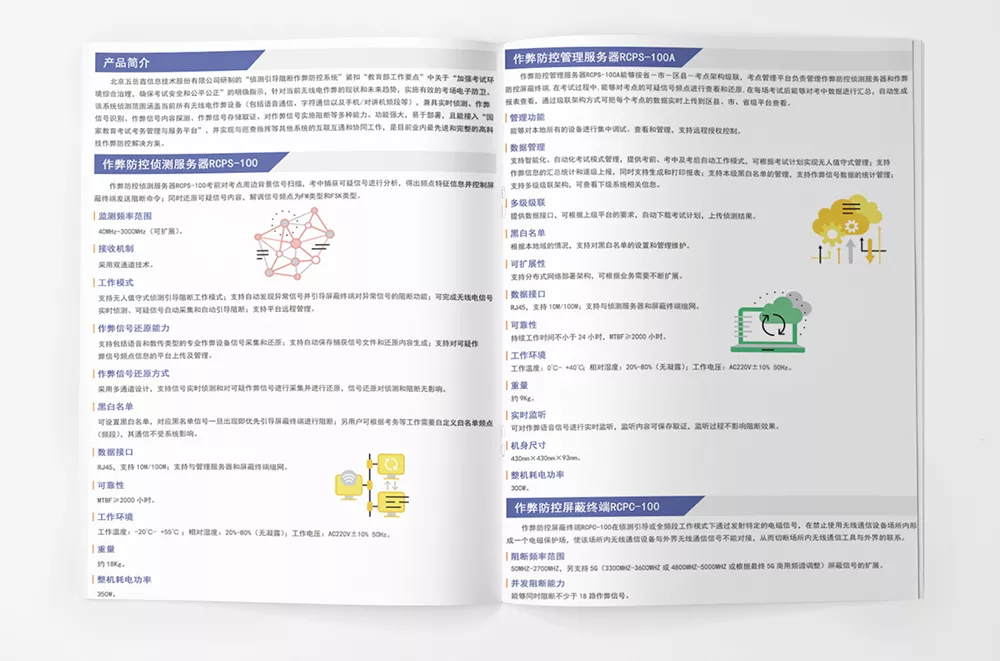 产品简介
北京五岳鑫信息技术股份有限公司研制的“侦测引导阻断作弊防控系统”紧扣“教育部工作要点”中关于“加强考试环
境综合治理，确保考试安全和公平公正”的明确指示，针对当前无线电作弊的现状和未来趋势，实施有效的考场电子防卫。
该系统防控范围涵盖当前所有无线电作弊设备（包括语音通信、字符通信以及手机/对讲机频段等），兼具实时侦测、作弊
信号识别、作弊信号内容探测、作弊信号存储取证、对作弊信号实施阻断等多种能力、功能强大，易于部署，且能接入“国
家教育考试考务管理与服务平台”，并实现与巡查指挥等其他系统的互联互通和协同工作，是目前业内最先进和完整的高科
技作弊防控解决方案。
作弊防控侦测服务器RCPS-100
作弊防控侦测服务器RCPS-100考前对考点周边背景信号扫描，考中捕获可疑信号进行分析，得出频点特征信息并控制屏
蔽终端发送阻断命令；同时还原可疑信号内容，解调信号频点为FM类型和FSK类型。
监测频率范围
40MHz-3000MHz（可扩展）。
接收机制
采用双通道技术。
工作模式
支持无人值守式侦测引导阻断工作模式；支持自动发现异常信号并引导屏蔽终端对异常信号的阻断功能；可完成无线电信号
实时侦测、可疑信号自动采集和自动引导阻断；支持平台远程管理。
作弊信号还原能力
支持包括语音和数传类型的专业作弊设备信号采集和还原；支持自动保存捕获信号文件和还原内容生成；支持对可疑作
弊信号频点信息的平台上传及管理。
作弊信号还原方式
采用多通道设计，支持信号实时侦测和对可疑作弊信号进行采集并进行还原，信号还原对侦测和阻断无影响。
黑白名单
可设置黑白名单，对应黑名单信号一旦出现即优先引导屏蔽终端进行阻断；另用户可根据考务等工作需要自定义白名单频点
（频段），其通信不受系统影响。
数据接口
RJ45，支持 10M/100M；支持与管理服务器和屏蔽终端组网。
可靠性
MTBF≥2000 小时。
工作环境
工作温度：-20℃- +55℃；相对湿度：20%-80%（无凝露）；工作电压：AC220V±10% 50Hz。
重量
约 18Kg。
整机耗电功率
350W。
作弊防控管理服务器RCPS-100A
作弊防控管理服务器RCPS-100A能够按省一市一区县一考点架构级联，考点管理平台负责管理作弊防控侦测服务器和作弊
防控屏蔽终端，在考试过程中，能够对考点的可疑信号频点进行查看和还原，在每场考试后能够对考中数据进行汇总，自动生成
报表查看。通过级联架构方式可把每个考点的数据实时上传到区县、市、省级平台查看。
管理功能
能够对本地所有的设备进行集中调试、查看和管理，支持远程授权控制。
数据管理
支持智能化、自动化考试模式管理，提供考前、考中及考后自动工作模式，可根据考试计划实现无人值守式管理；支持
作弊信息的汇总统计和逐级上报，同时支持生成和打印报表；支持本级黑白名单的管理，支持作弊信号数据的统计管理；
支持多级级联架构，可查看下级系统相关信息。
多级级联
提供数据接口，可根据上级平台的要求，自动下载考试计划，上传侦测结果。
黑白名单
根据本地域的情况，支持对黑白名单的设置和管理维护。
可扩展性
支持分布式网络部署架构，可根据业务需要不断扩展。
数据接口
RJ45，支持 10M/100M；支持与侦测服务器和屏蔽终端组网。
可靠性
持续工作时间不小于 24 小时，MTBF≥2000 小时。
工作环境
工作温度：0℃- +40℃；相对湿度：20%-80%（无凝露）；工作电压：AC220V±10% 50Hz。
重量
约 9Kg。
实时监听
可对作弊语音信号进行实时监听，监听内容可保存取证，监听过程不影响阻断效果。
机身尺寸
430mm×430mm×93mm。
整机耗电功率
300W。
作弊防控屏蔽终端RCPC-100
作弊防控屏蔽终端RCPC-100在侦测引导或全频段工作模式下通过发射特定的电磁信号，在禁止使用无线通信设备场所内形
成一个电磁保护场，使该场所内无线通信设备与外界无线通信信号不能对接，从而切断场所内无线通信工具与外界的联系。
阻断频率范围
50MHZ-2700MHZ，另支持 5G（3300MHZ-3600MHZ 或 4800MHZ-5000MHZ 或根据最终 5G 商用频道调整）屏蔽信号的扩展。
并发阻断能力
能够同时阻断不少于 18 路作弊信号。